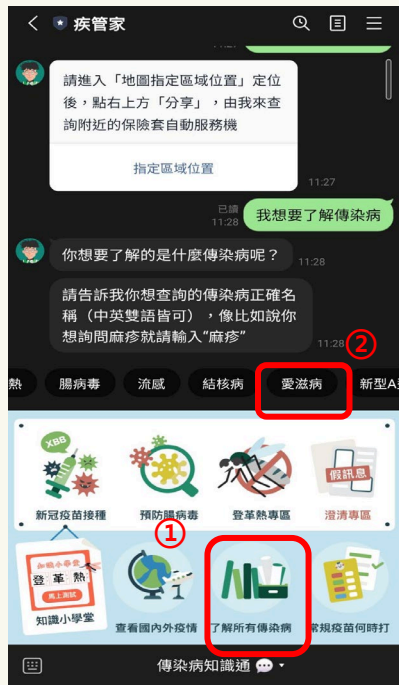 疾管家
請進入「地圖指定區域位置」定位
後，點右上方「分享」，由我來查
詢附近的保險套自動服務機
指定區域位置
11:27
已讀
11:28
我想要了解傳染病
你想要了解的是什麼傳染病呢？
11:28
請告訴我你想查詢的傳染病正確名
稱（中英雙語皆可），像比如說你
想詢問麻疹就請輸入“麻疹”
11:28
②
熱
腸病毒
流感
結核病
愛滋病
新型A
XBB
假訊息
新冠疫苗接種
預防腸病毒
登革熱專區
澄清專區
①
登革熱
馬上測試
知識小學堂
查看國內外疫情
了解所有傳染病
常規疫苗何時打
傳染病知識通 💬